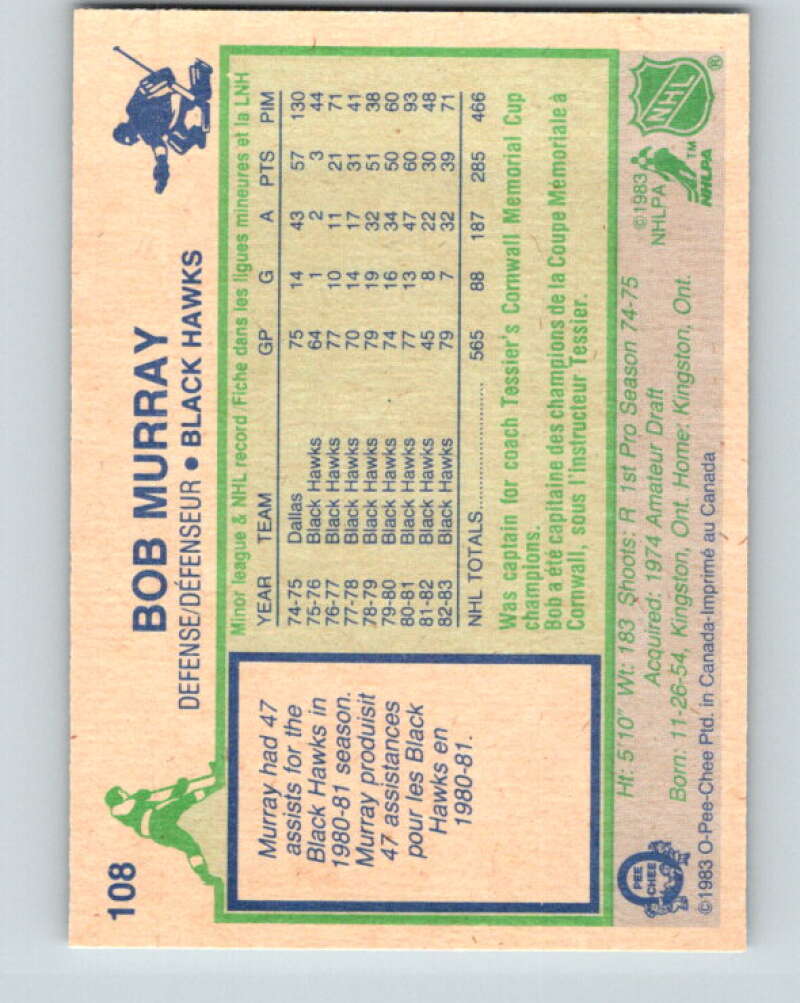 108
BOB MURRAY
DEFENSE/DÉFENSEUR • BLACK HAWKS
Murray had 47
assists for the
Black Hawks in
1980-81 season.
Murray produisit
47 assistances
pour les Black
Hawks en
1980-81.
Minor league & NHL record/Fiche dans les ligues mineures et la LNH
YEAR TEAM GP G A PTS PIM
74-75 Dallas 75 14 43 57 130
75-76 Black Hawks 64 1 2 3 44
76-77 Black Hawks 77 10 11 21 71
77-78 Black Hawks 70 14 17 31 41
78-79 Black Hawks 79 19 32 51 38
79-80 Black Hawks 74 16 34 50 60
80-81 Black Hawks 77 13 47 60 93
81-82 Black Hawks 45 8 22 30 48
82-83 Black Hawks 79 7 32 39 71
NHL TOTALS 565 88 187 285 466
Was captain for coach Tessier's Cornwall Memorial Cup
champions.
Bob a été capitaine des champions de la Coupe Memoriale à
Cornwall, sous l'instructeur Tessier.
Ht: 5'10" Wt: 183 Shoots: R 1st Pro Season 74-75
Acquired: 1974 Amateur Draft
Born: 11-26-54, Kingston, Ont. Home: Kingston, Ont.
©1983
NHLPA
NHL ®
NHLPA TM
O PEE CHEE
©1983 O-Pee-Chee Ptd. in Canada-Imprimé au Canada